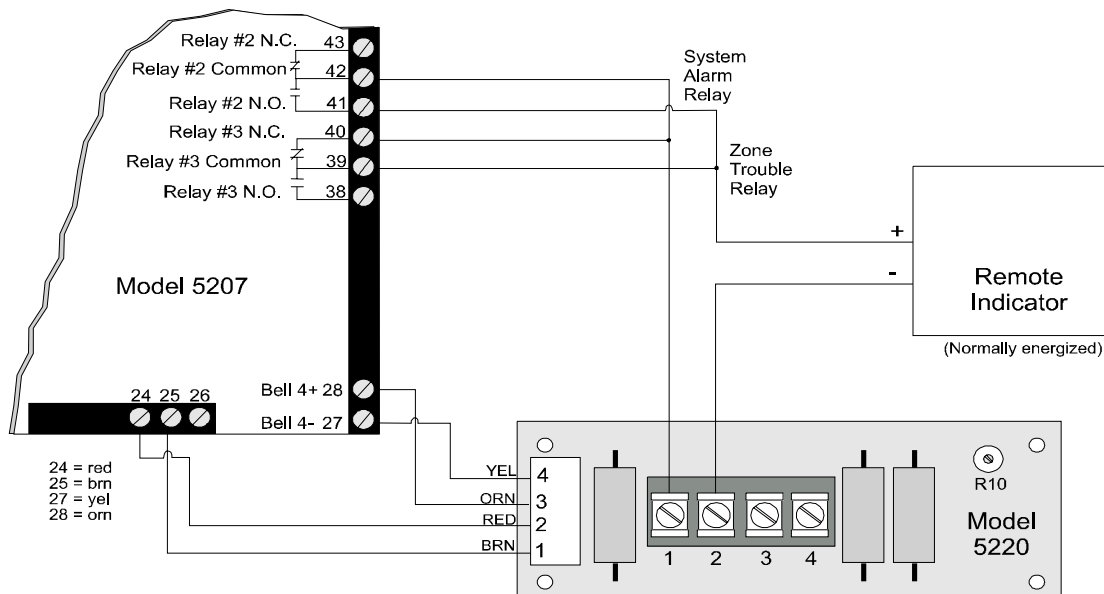 Relay #2 N.C. 43
Relay #2 Common 42
Relay #2 N.O. 41
Relay #3 N.C. 40
Relay #3 Common 39
Relay #3 N.O. 38
System
Alarm
Relay
Zone
Trouble
Relay
+
-
Remote
Indicator
(Normally energized)
Model 5207
24 25 26
Bell 4+ 28
Bell 4- 27
24 = red
25 = brn
27 = yel
28 = orn
YEL 4
ORN 3
RED 2
BRN 1
1 2 3 4
R10
Model
5220